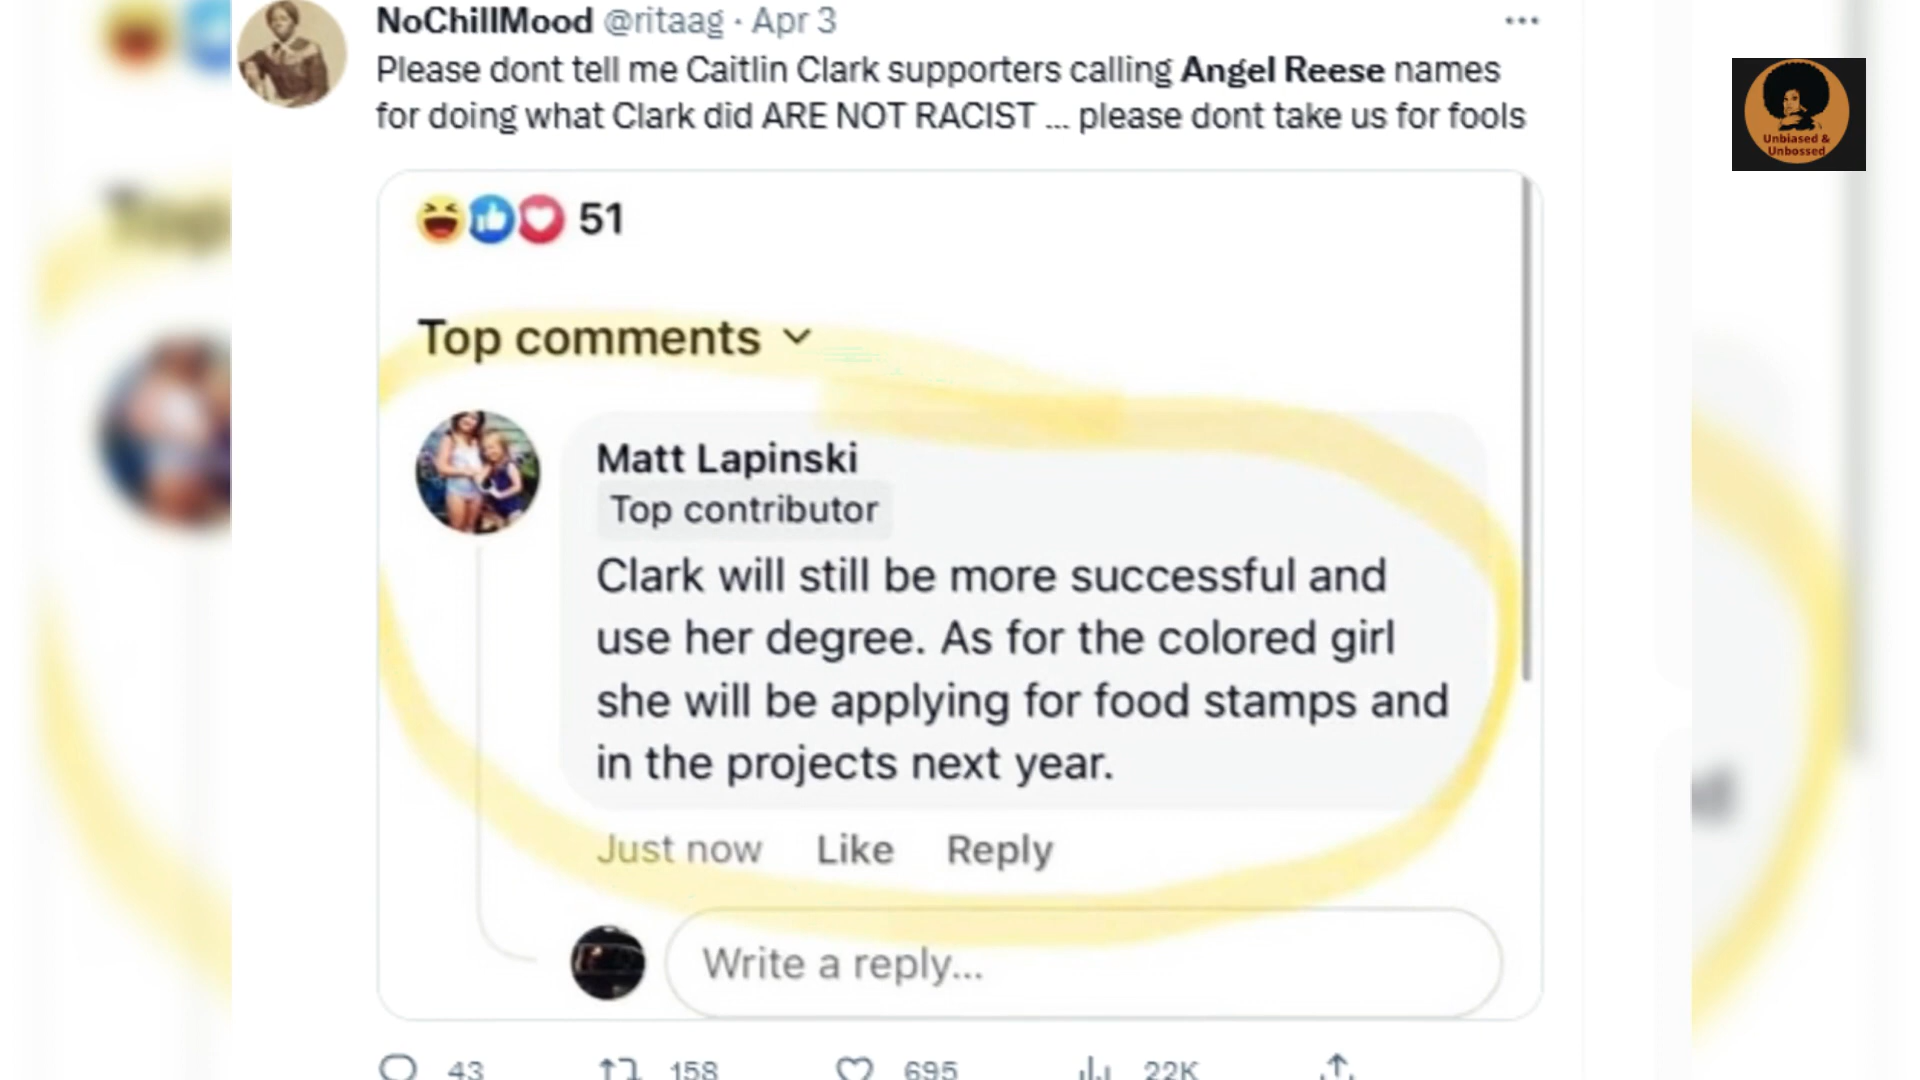 NoChillMood @ritaag · Apr 3
Please dont tell me Caitlin Clark supporters calling Angel Reese names
for doing what Clark did ARE NOT RACIST ... please dont take us for fools
Unbiased &
Unbossed
51
Top comments
Matt Lapinski
Top contributor
Clark will still be more successful and
use her degree. As for the colored girl
she will be applying for food stamps and
in the projects next year.
Just now Like Reply
Write a reply...
43 158 695 22K